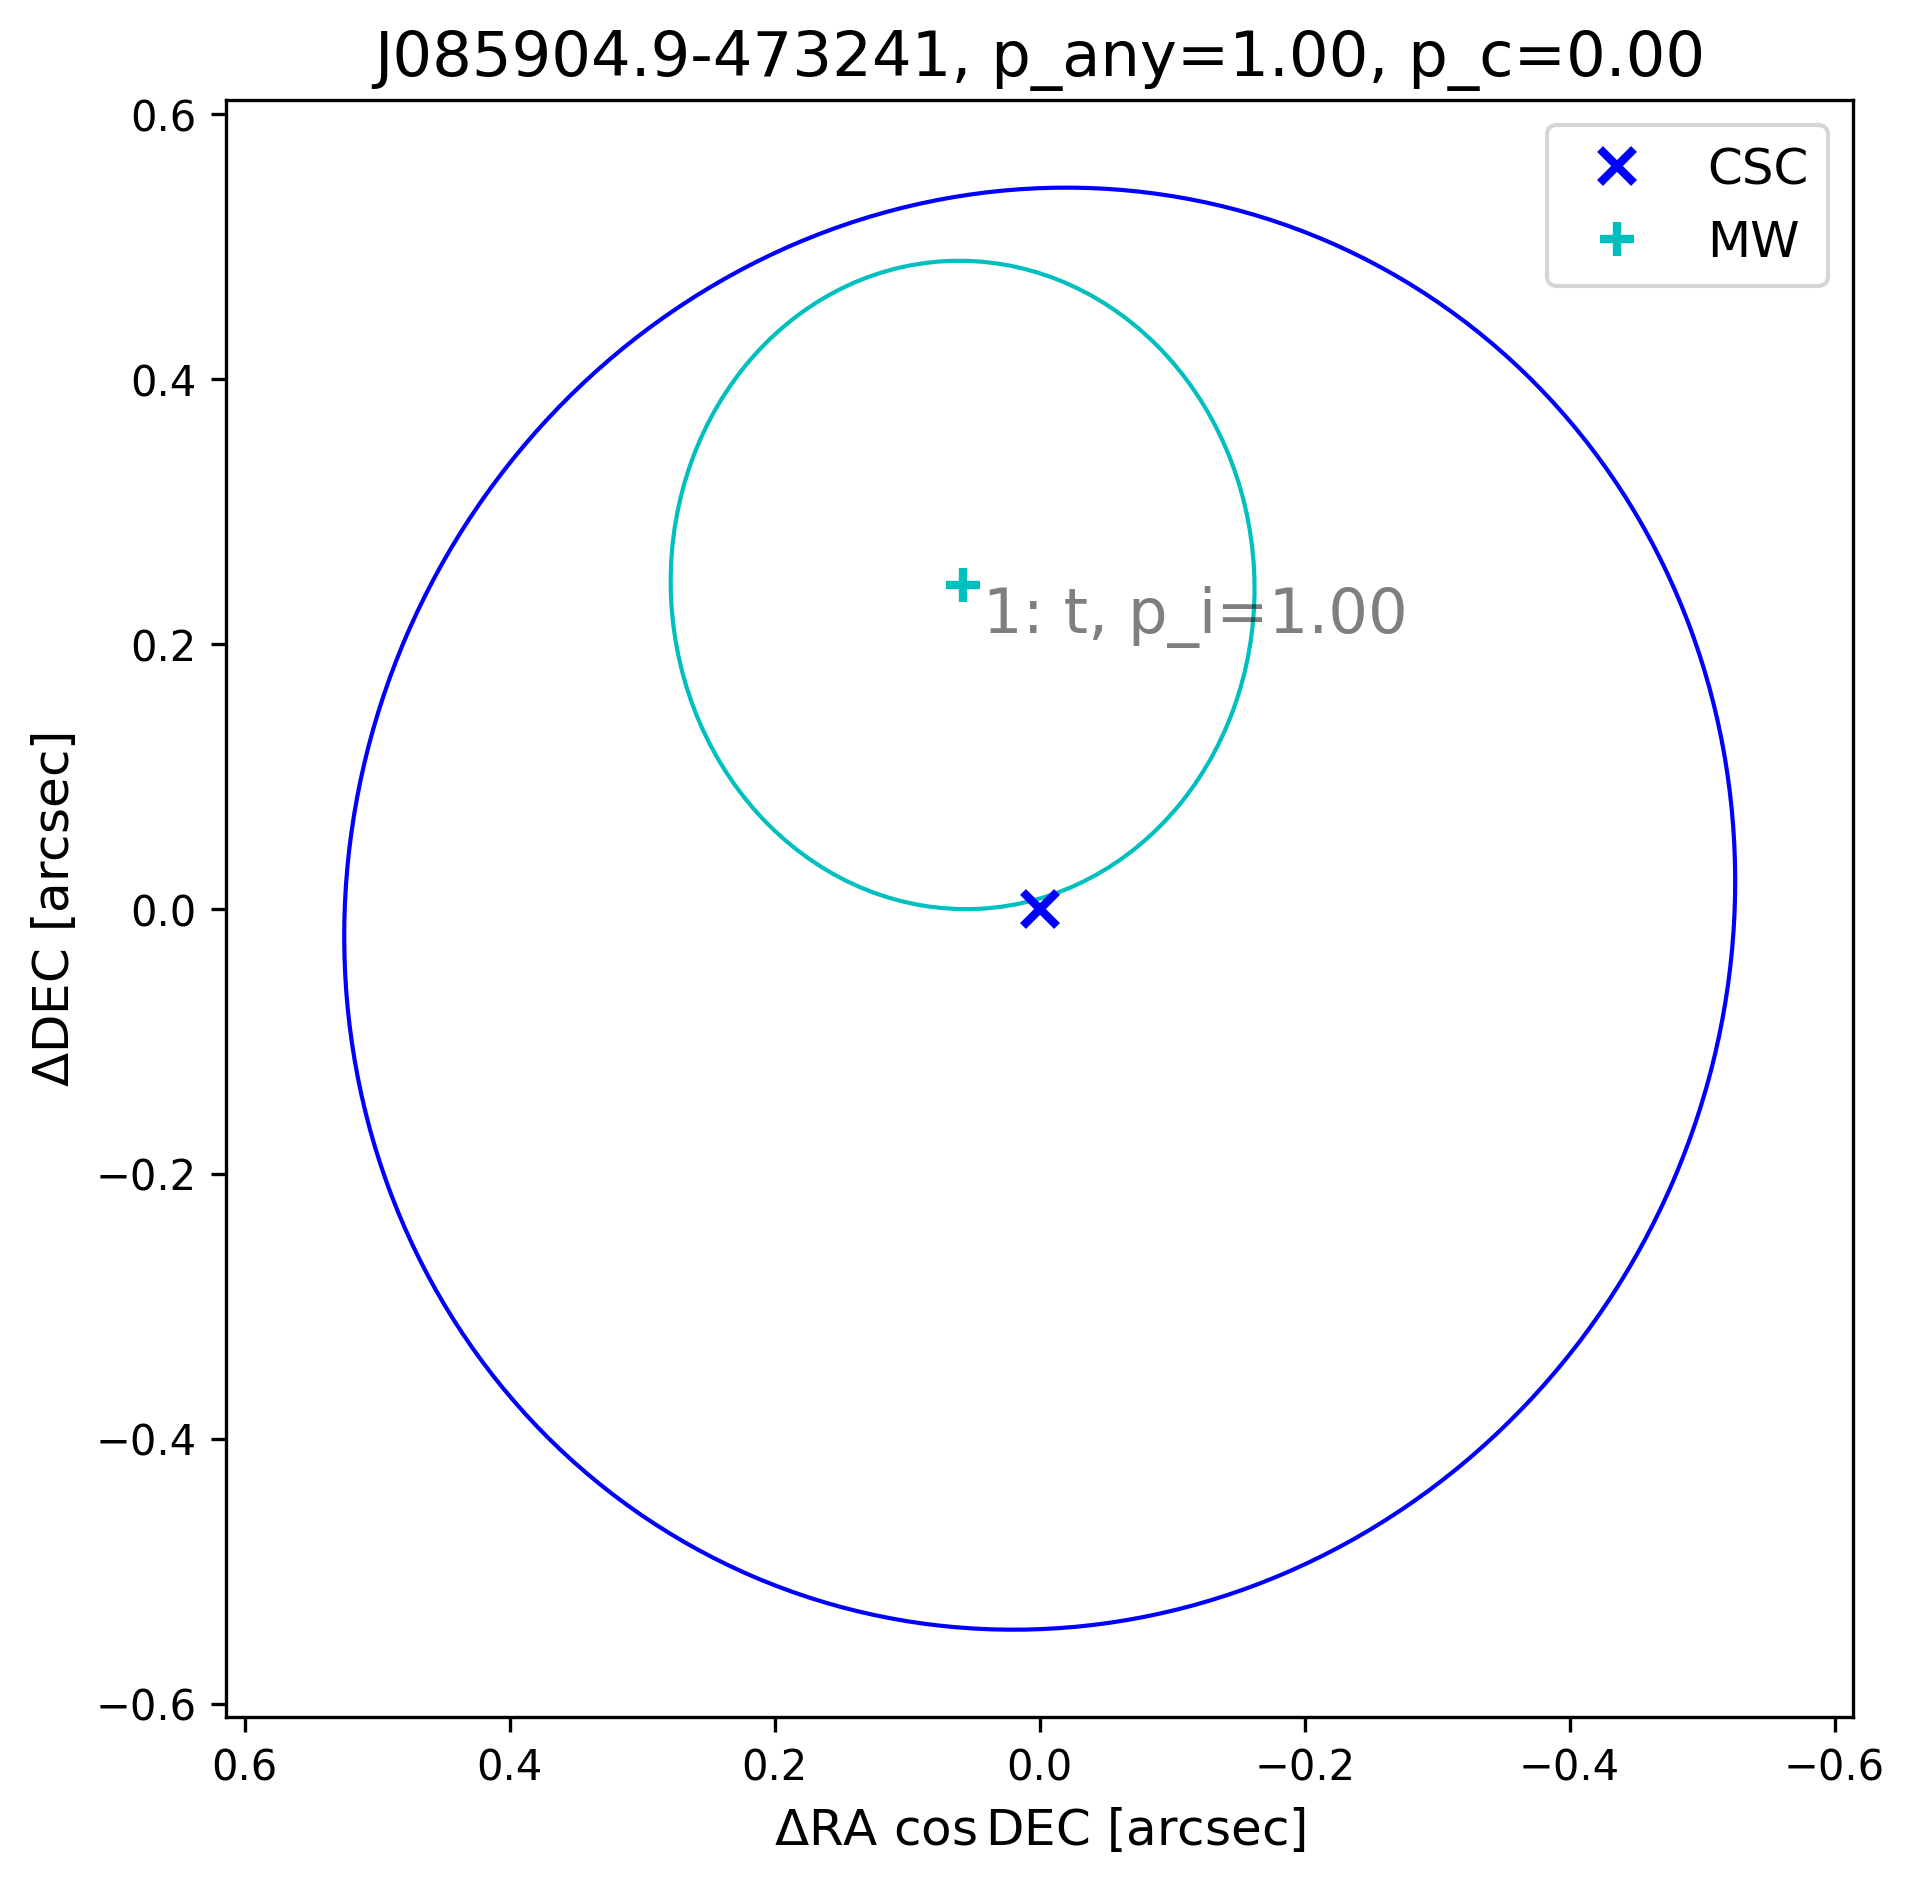 J085904.9-473241, p_any=1.00, p_c=0.00
CSC
MW
1: t, p_i=1.00
0.6
0.4
0.2
0.0
−0.2
−0.4
−0.6
ΔDEC [arcsec]
0.6 0.4 0.2 0.0 −0.2 −0.4 −0.6
ΔRA cos DEC [arcsec]